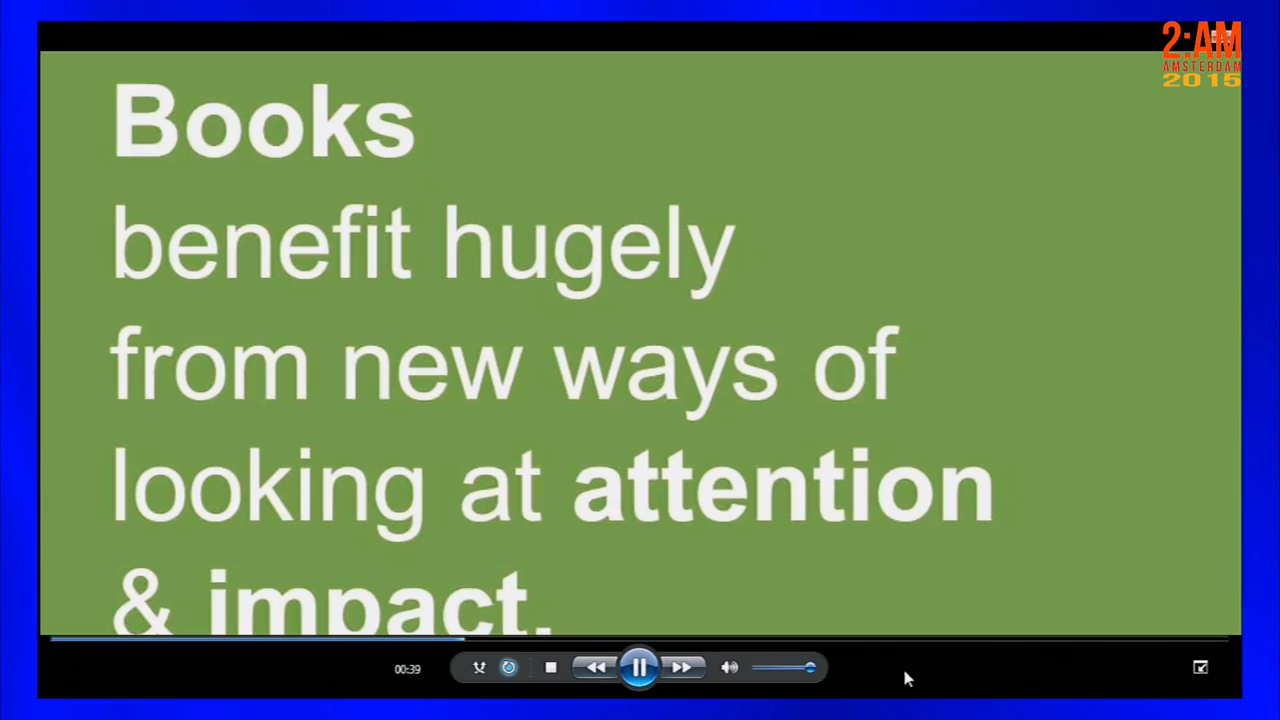 2:AM
AMSTERDAM
2015
Books
benefit hugely
from new ways of
looking at attention
& impact.
00:39